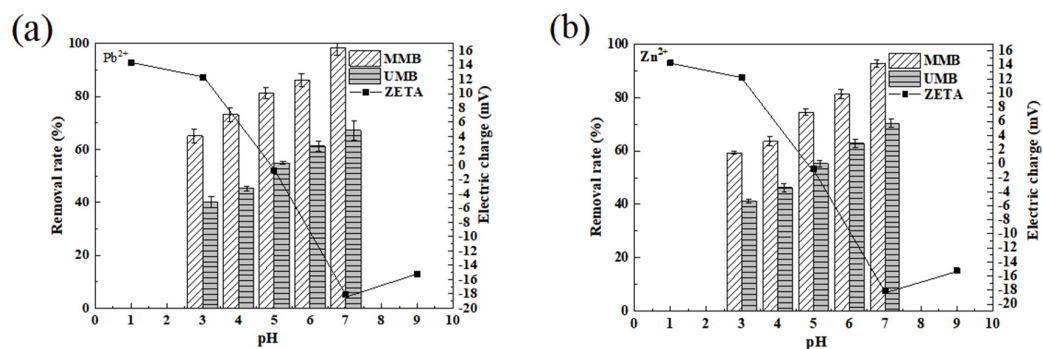 (a)
Pb2+
MMB
UMB
ZETA
Removal rate (%)
100
80
60
40
20
0
16
14
12
10
8
6
4
2
0
-2
-4
-6
-8
-10
-12
-14
-16
-18
-20
Electric charge (mV)
0 1 2 3 4 5 6 7 8 9 10
pH
(b)
Zn2+
MMB
UMB
ZETA
Removal rate (%)
100
80
60
40
20
0
16
14
12
10
8
6
4
2
0
-2
-4
-6
-8
-10
-12
-14
-16
-18
-20
Electric charge (mV)
0 1 2 3 4 5 6 7 8 9 10
pH